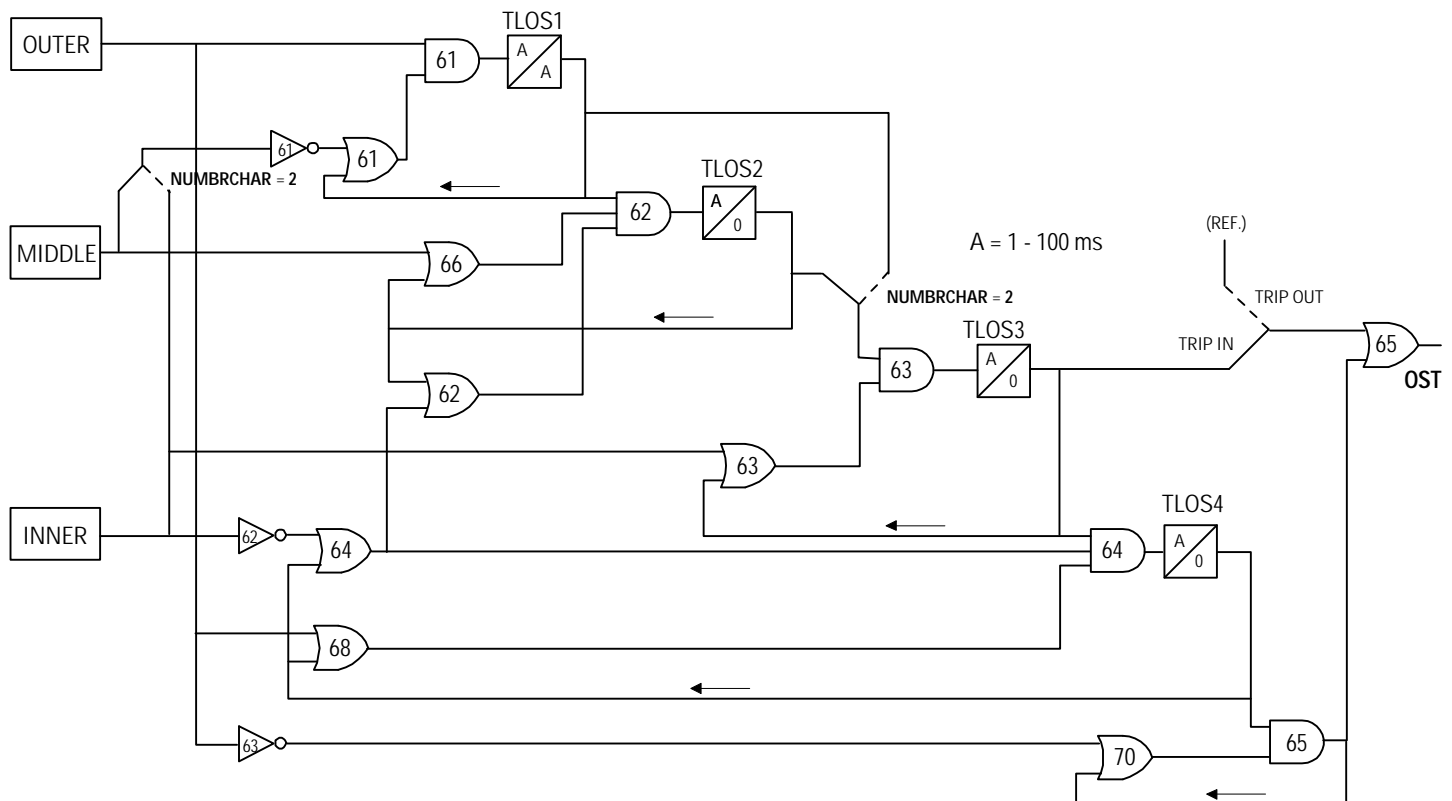 TLOS1
OUTER
61
A
A
61
61
NUMBRCHAR = 2
TLOS2
62
A
0
(REF.)
MIDDLE
66
A = 1 - 100 ms
NUMBRCHAR = 2
TRIP OUT
TLOS3
TRIP IN
65
62
63
A
0
OST
63
TLOS4
INNER
62
64
64
A
0
68
63
70
65